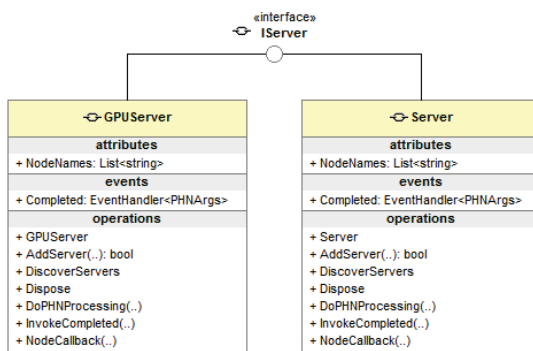 «interface»
IServer
GPUServer
attributes
+ NodeNames: List<string>
events
+ Completed: EventHandler<PHNArgs>
operations
+ GPUServer
+ AddServer(..): bool
+ DiscoverServers
+ Dispose
+ DoPHNProcessing(..)
+ InvokeCompleted(..)
+ NodeCallback(..)
Server
attributes
+ NodeNames: List<string>
events
+ Completed: EventHandler<PHNArgs>
operations
+ Server
+ AddServer(..): bool
+ DiscoverServers
+ Dispose
+ DoPHNProcessing(..)
+ InvokeCompleted(..)
+ NodeCallback(..)